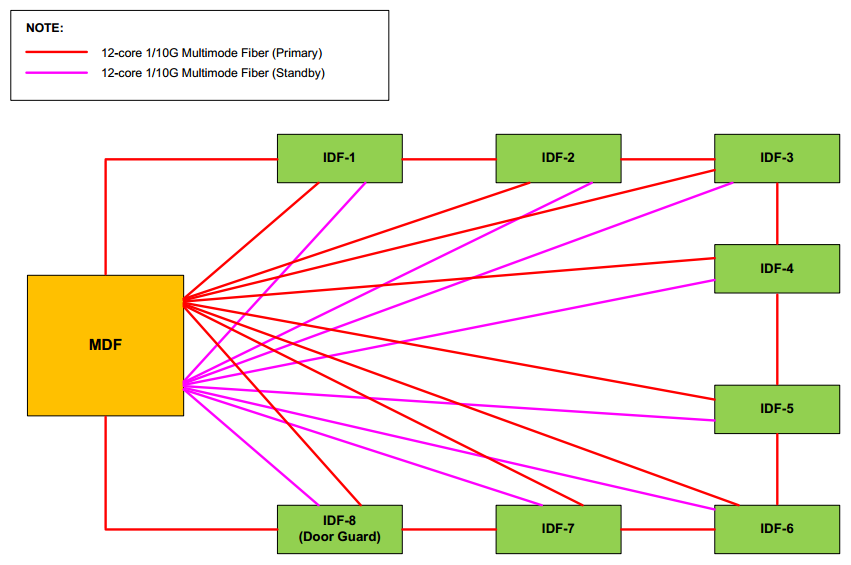 NOTE:
12-core 1/10G Multimode Fiber (Primary)
12-core 1/10G Multimode Fiber (Standby)
IDF-1
IDF-2
IDF-3
IDF-4
MDF
IDF-5
IDF-8
(Door Guard)
IDF-7
IDF-6